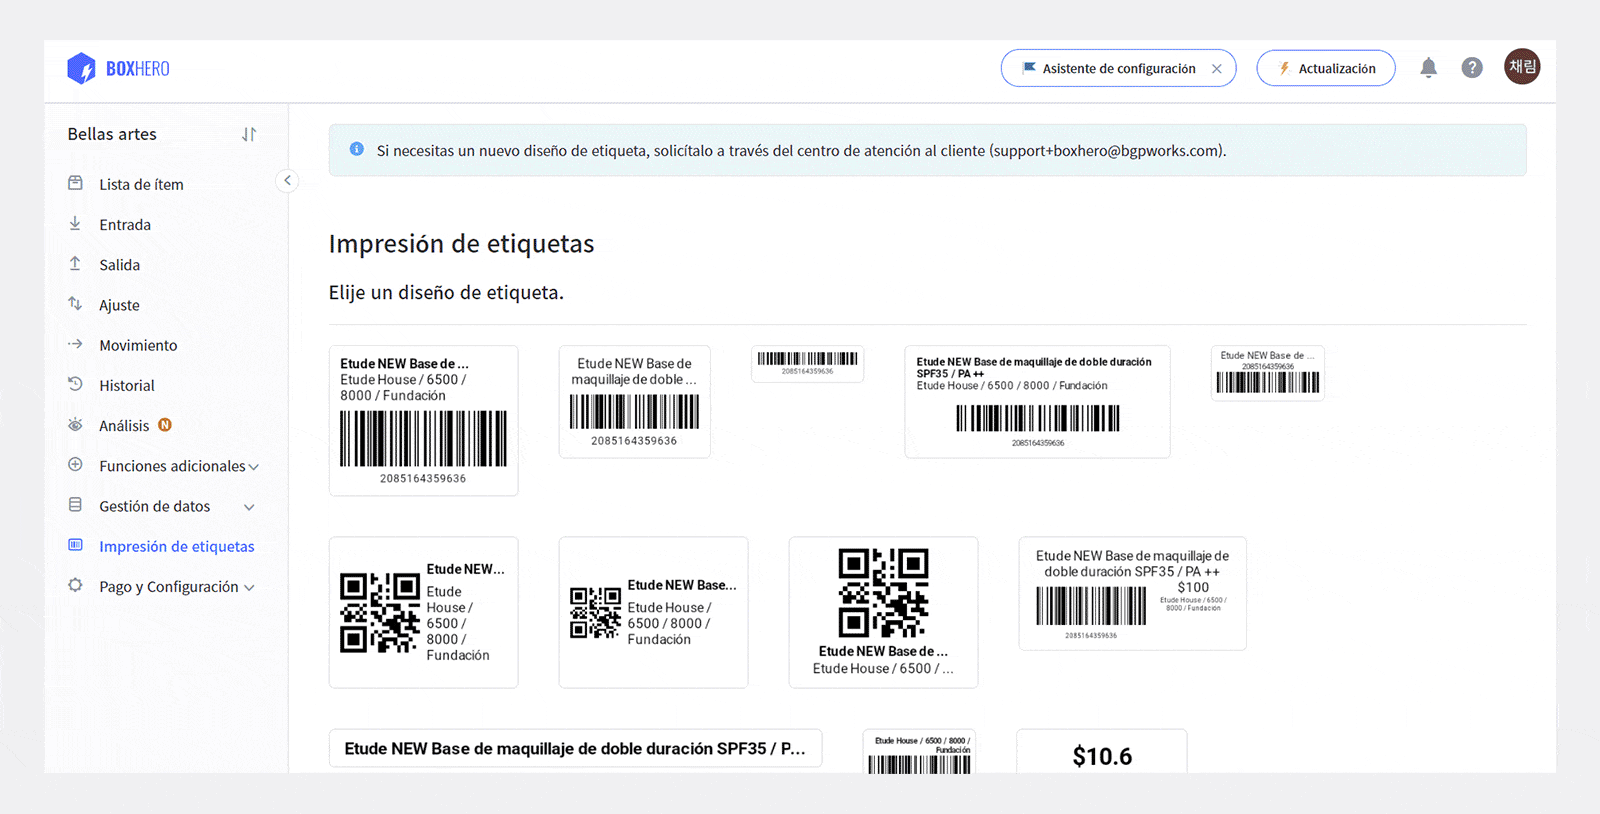 BOXHERO
Asistente de configuración
Actualización
채림
Bellas artes
Lista de ítem
Entrada
Salida
Ajuste
Movimiento
Historial
Análisis N
Funciones adicionales
Gestión de datos
Impresión de etiquetas
Pago y Configuración
Si necesitas un nuevo diseño de etiqueta, solicítalo a través del centro de atención al cliente (support+boxhero@bgpworks.com).
Impresión de etiquetas
Elije un diseño de etiqueta.
Etude NEW Base de ...
Etude House / 6500 /
8000 / Fundación
2085164359636
Etude NEW Base de
maquillaje de doble ...
2085164359636
2085164359636
Etude NEW Base de maquillaje de doble duración
SPF35 / PA ++
Etude House / 6500 / 8000 / Fundación
2085164359636
Etude NEW Base de ...
2085164359636
Etude NEW...
Etude
House /
6500 /
8000 /
Fundación
Etude NEW Base...
Etude House /
6500 / 8000 /
Fundación
Etude NEW Base de ...
Etude House / 6500 / ...
Etude NEW Base de maquillaje de
doble duración SPF35 / PA ++
$100
Etude House / 6500 /
8000 / Fundación
2085164359636
Etude NEW Base de maquillaje de doble duración SPF35 / P...
Etude House / 6500 / 8000 /
Fundación
$10.6